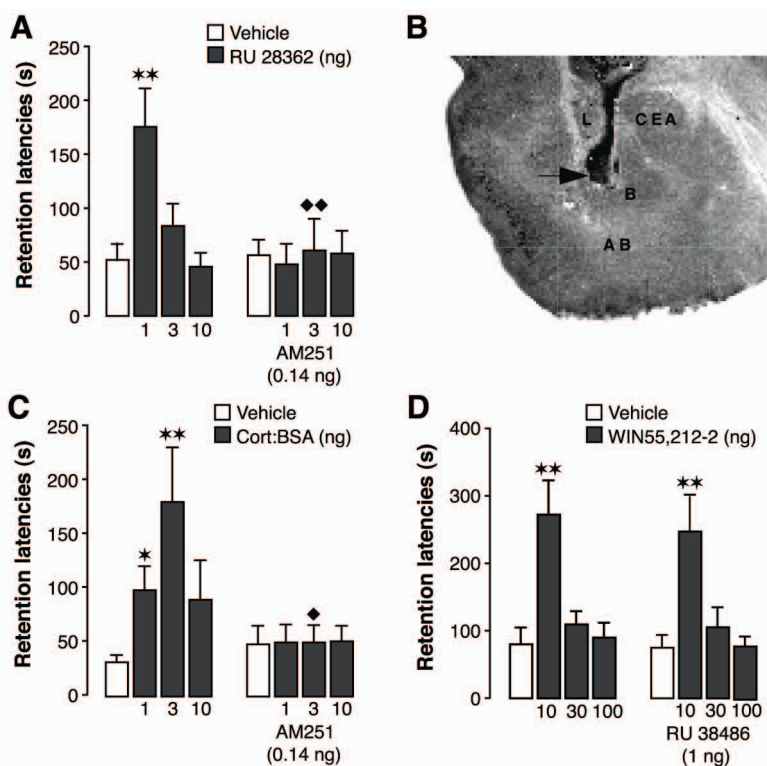 A
Vehicle
RU 28362 (ng)
Retention latencies (s)
250
200
150
100
50
0
✶✶
◆◆
1 3 10
1 3 10
AM251
(0.14 ng)
B
L
CEA
B
AB
C
Vehicle
Cort:BSA (ng)
Retention latencies (s)
250
200
150
100
50
0
✶
✶✶
◆
1 3 10
1 3 10
AM251
(0.14 ng)
D
Vehicle
WIN55,212-2 (ng)
Retention latencies (s)
400
300
200
100
0
✶✶
✶✶
10 30 100
10 30 100
RU 38486
(1 ng)